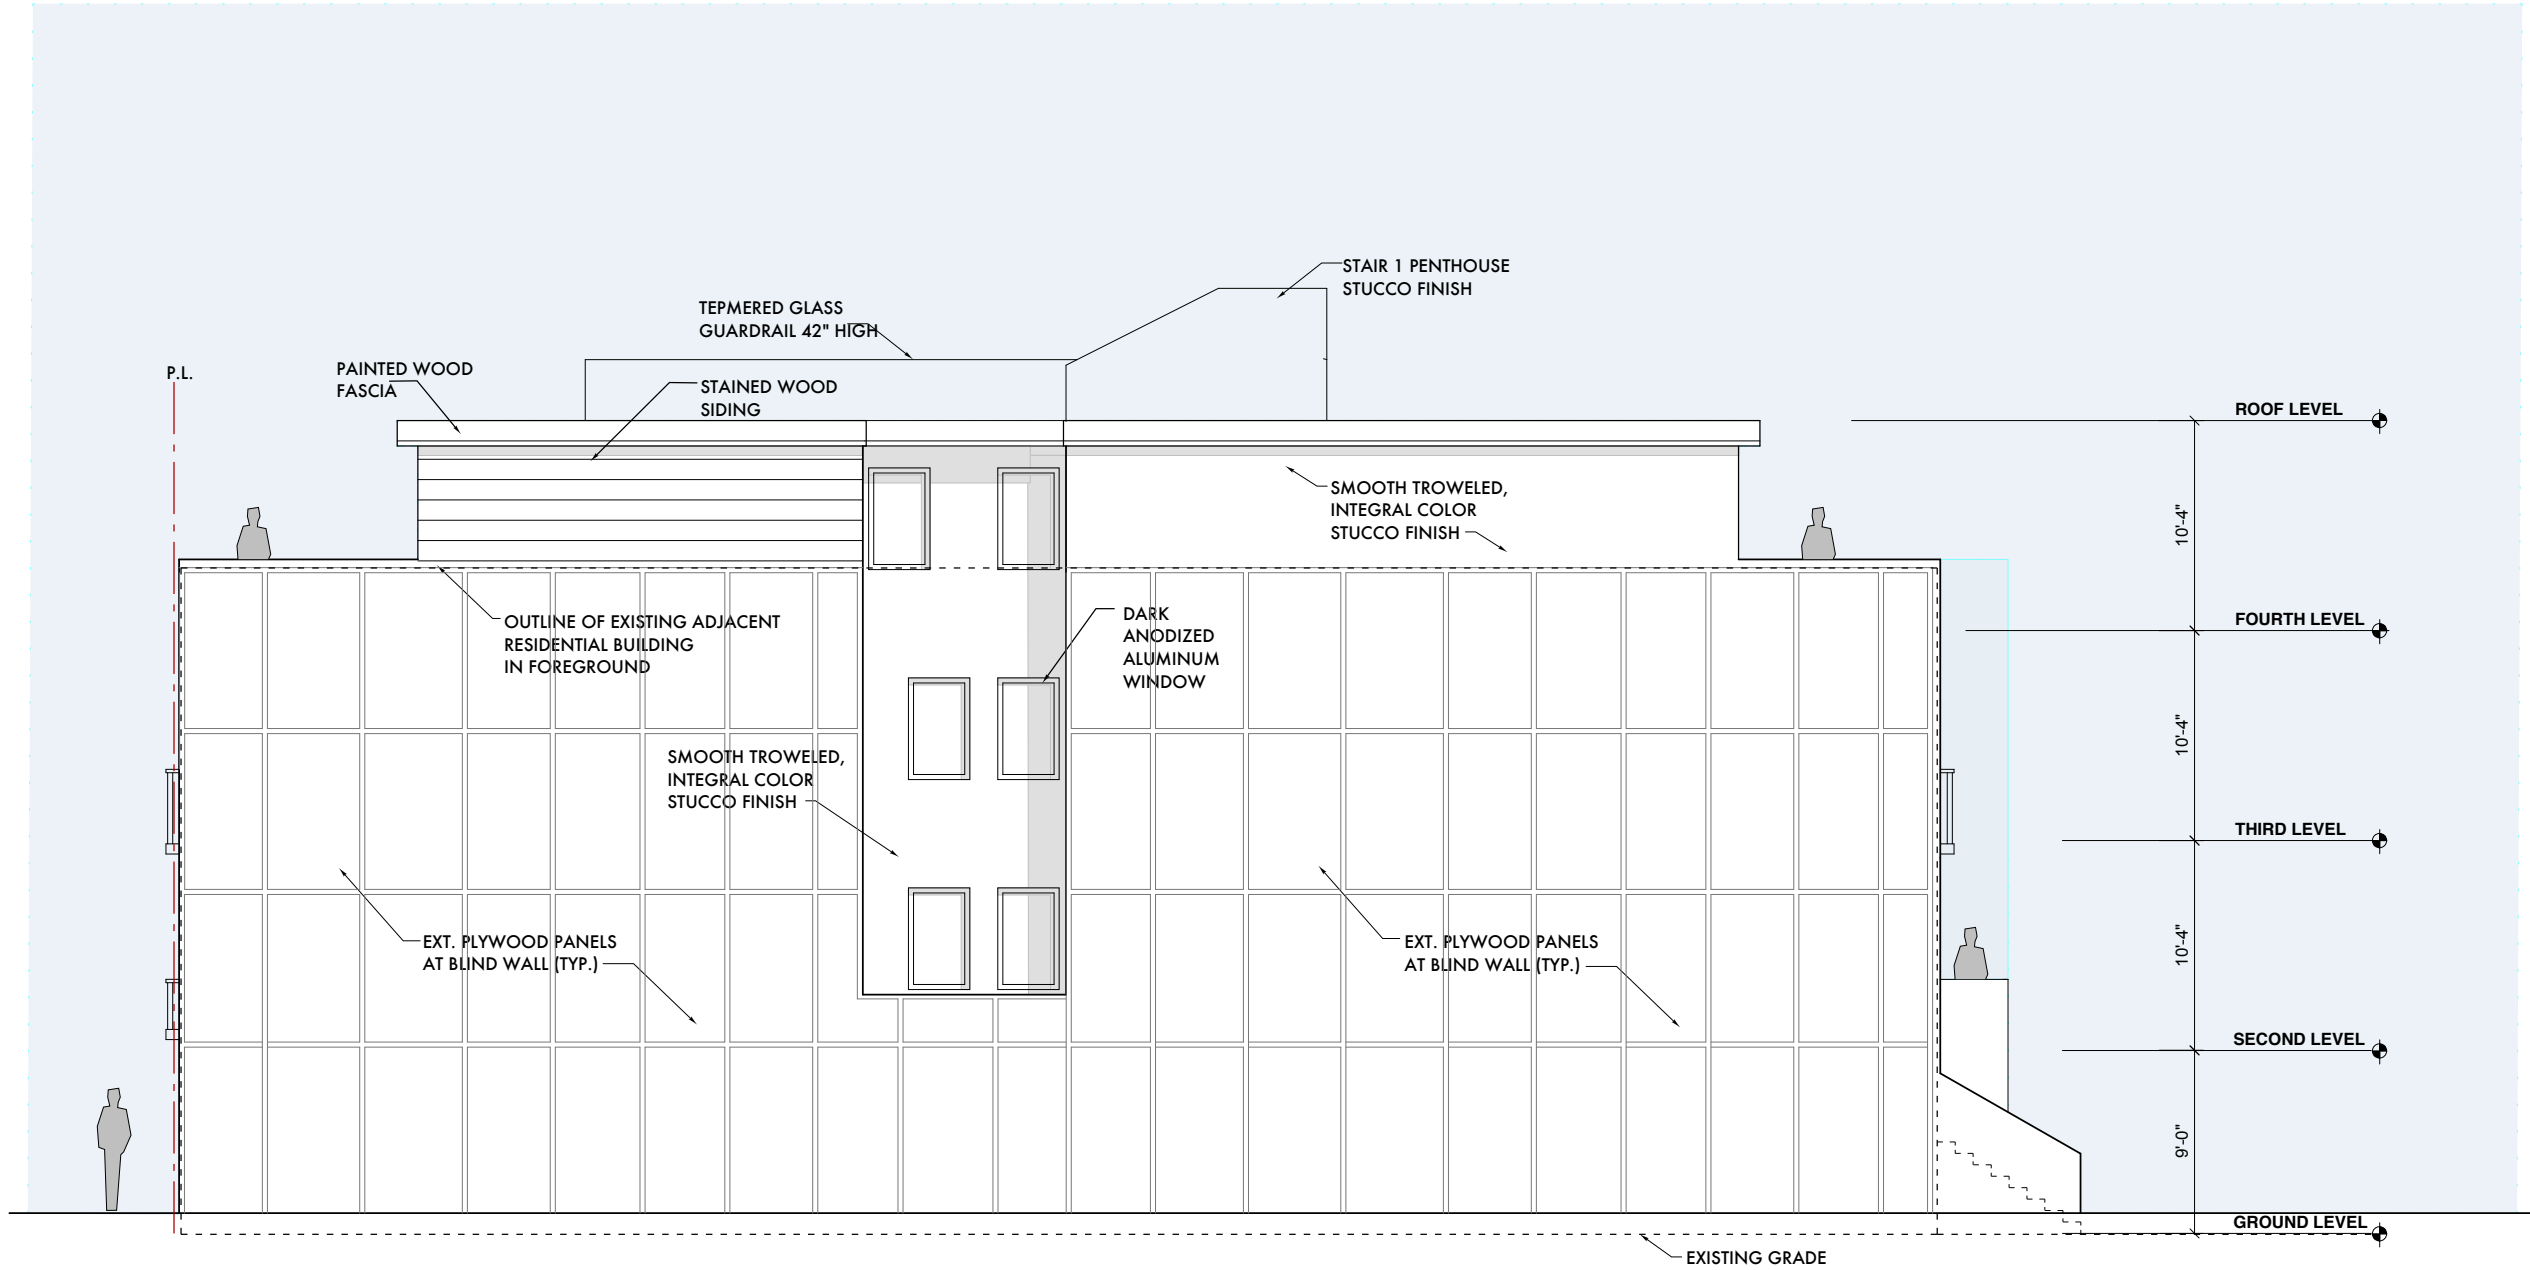 STAIR 1 PENTHOUSE
STUCCO FINISH
TEPMERED GLASS
GUARDRAIL 42" HIGH
P.L.
PAINTED WOOD
FASCIA
STAINED WOOD
SIDING
ROOF LEVEL
SMOOTH TROWELED,
INTEGRAL COLOR
STUCCO FINISH
10'-4"
OUTLINE OF EXISTING ADJACENT
RESIDENTIAL BUILDING
IN FOREGROUND
DARK
ANODIZED
ALUMINUM
WINDOW
FOURTH LEVEL
10'-4"
SMOOTH TROWELED,
INTEGRAL COLOR
STUCCO FINISH
THIRD LEVEL
EXT. PLYWOOD PANELS
AT BLIND WALL (TYP.)
EXT. PLYWOOD PANELS
AT BLIND WALL (TYP.)
10'-4"
SECOND LEVEL
9'-0"
GROUND LEVEL
EXISTING GRADE